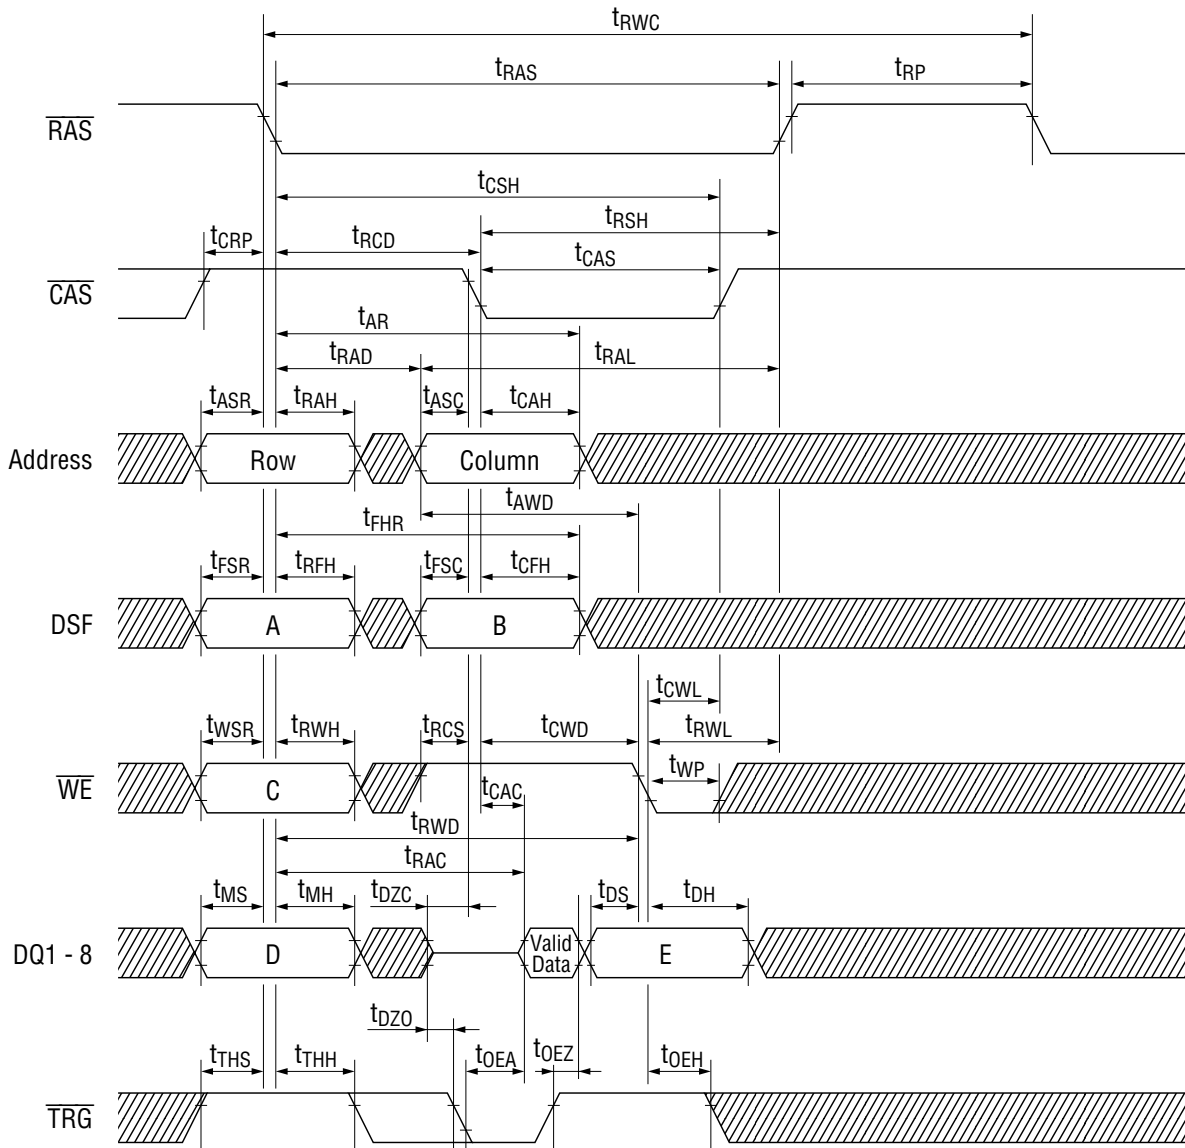 tRWC
tRAS
tRP
RAS
tCSH
tRSH
tCRP
tRCD
tCAS
CAS
tAR
tRAD
tRAL
tASR
tRAH
tASC
tCAH
Address
Row
Column
tAWD
tFHR
tFSR
tRFH
tFSC
tCFH
DSF
A
B
tCWL
tWSR
tRWH
tRCS
tCWD
tRWL
tWP
WE
C
tCAC
tRWD
tRAC
tMS
tMH
tDZC
tDS
tDH
DQ1 - 8
D
Valid
Data
E
tDZO
tTHS
tTHH
tOEA
tOEZ
tOEH
TRG